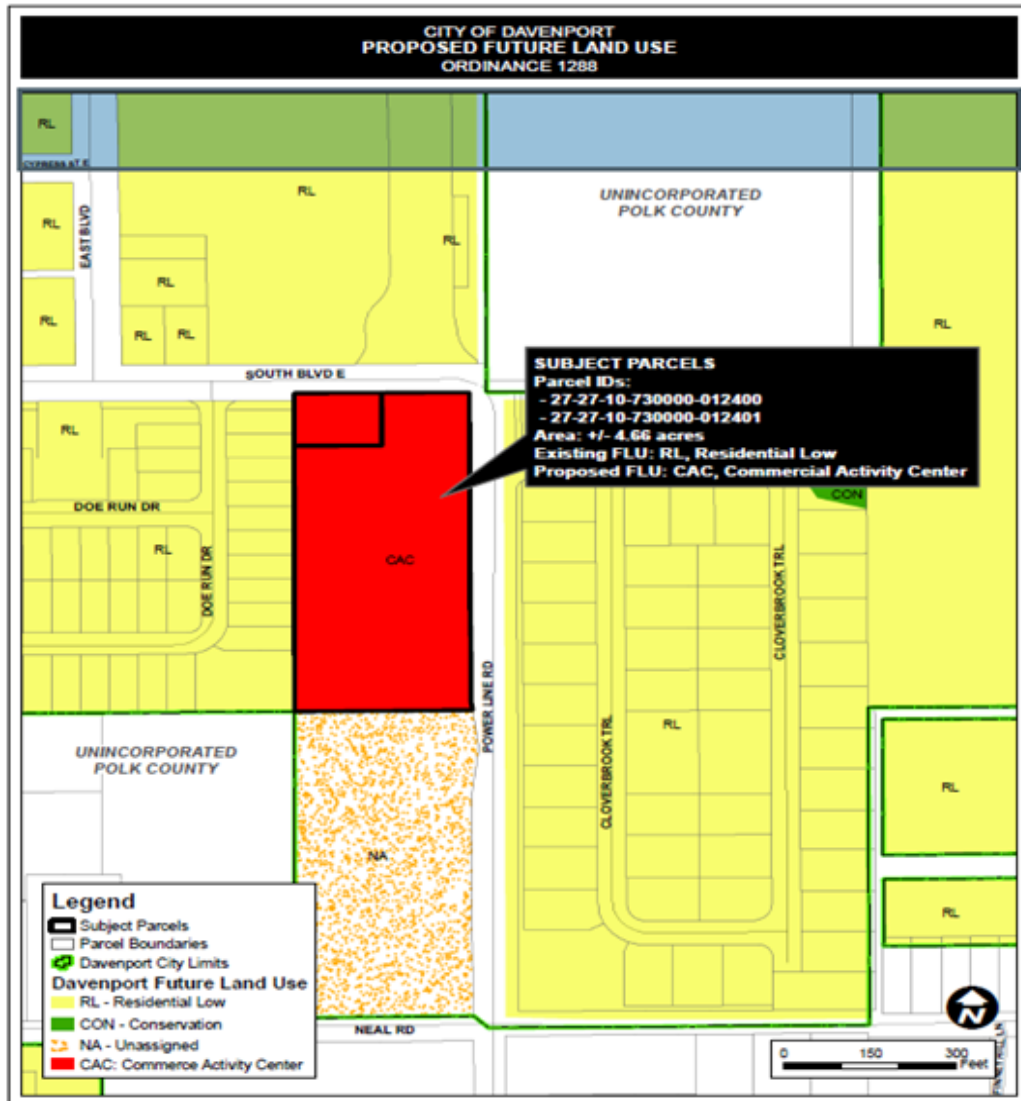 CITY OF DAVENPORT
PROPOSED FUTURE LAND USE
ORDINANCE 1288
RL
CYPRESS ST E
RL
EAST BLVD
RL
RL
UNINCORPORATED
POLK COUNTY
RL
RL
RL
RL
RL
RL
SOUTH BLVD E
SUBJECT PARCELS
Parcel IDs:
- 27-27-10-730000-012400
- 27-27-10-730000-012401
Area: +/- 4.66 acres
Existing FLU: RL, Residential Low
Proposed FLU: CAC, Commercial Activity Center
RL
CON
DOE RUN DR
RL
DOE RUN DR
CAC
CLOVERBROOK TRL
POWER LINE RD
UNINCORPORATED
POLK COUNTY
RL
CLOVERBROOK TRL
RL
NA
RL
Legend
Subject Parcels
Parcel Boundaries
Davenport City Limits
Davenport Future Land Use
RL - Residential Low
CON - Conservation
NA - Unassigned
CAC: Commerce Activity Center
NEAL RD
N
0 150 300
Feet